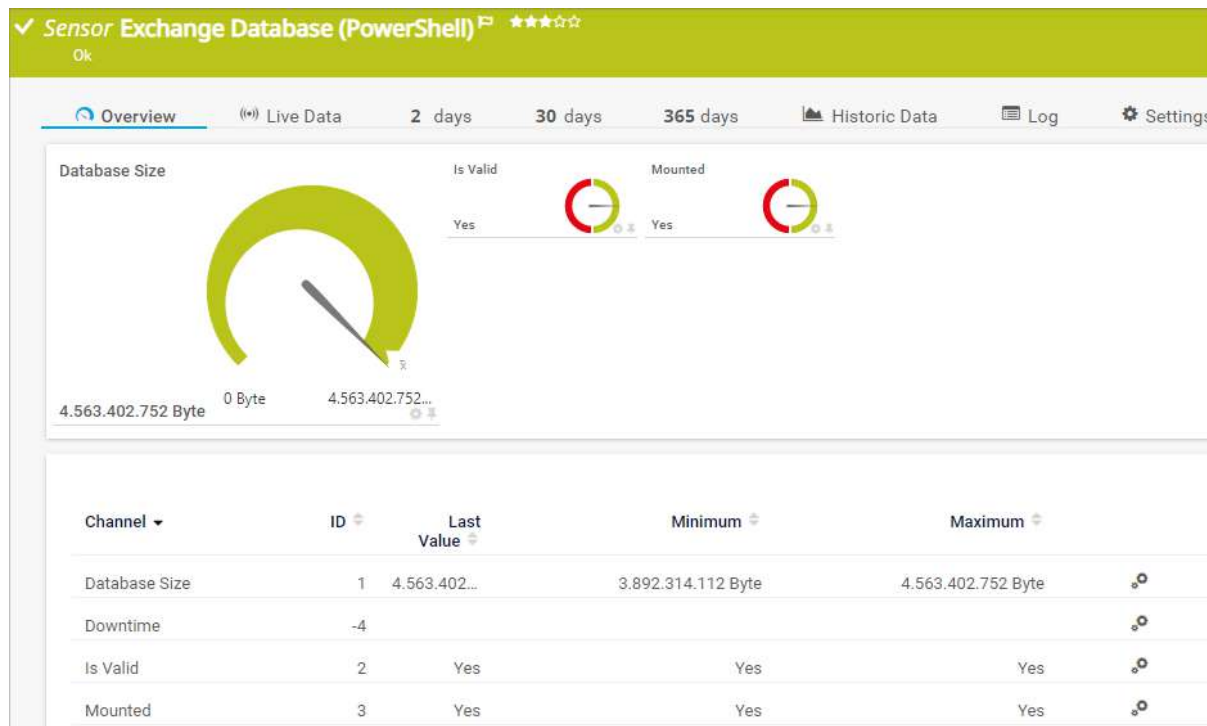 Sensor Exchange Database (PowerShell)
Ok
Overview
Live Data
2 days
30 days
365 days
Historic Data
Log
Settings
Database Size
Is Valid
Mounted
Yes
Yes
x̄
0 Byte
4.563.402.752...
4.563.402.752 Byte
Channel ID Last Value Minimum Maximum
Database Size 1 4.563.402... 3.892.314.112 Byte 4.563.402.752 Byte
Downtime -4
Is Valid 2 Yes Yes Yes
Mounted 3 Yes Yes Yes